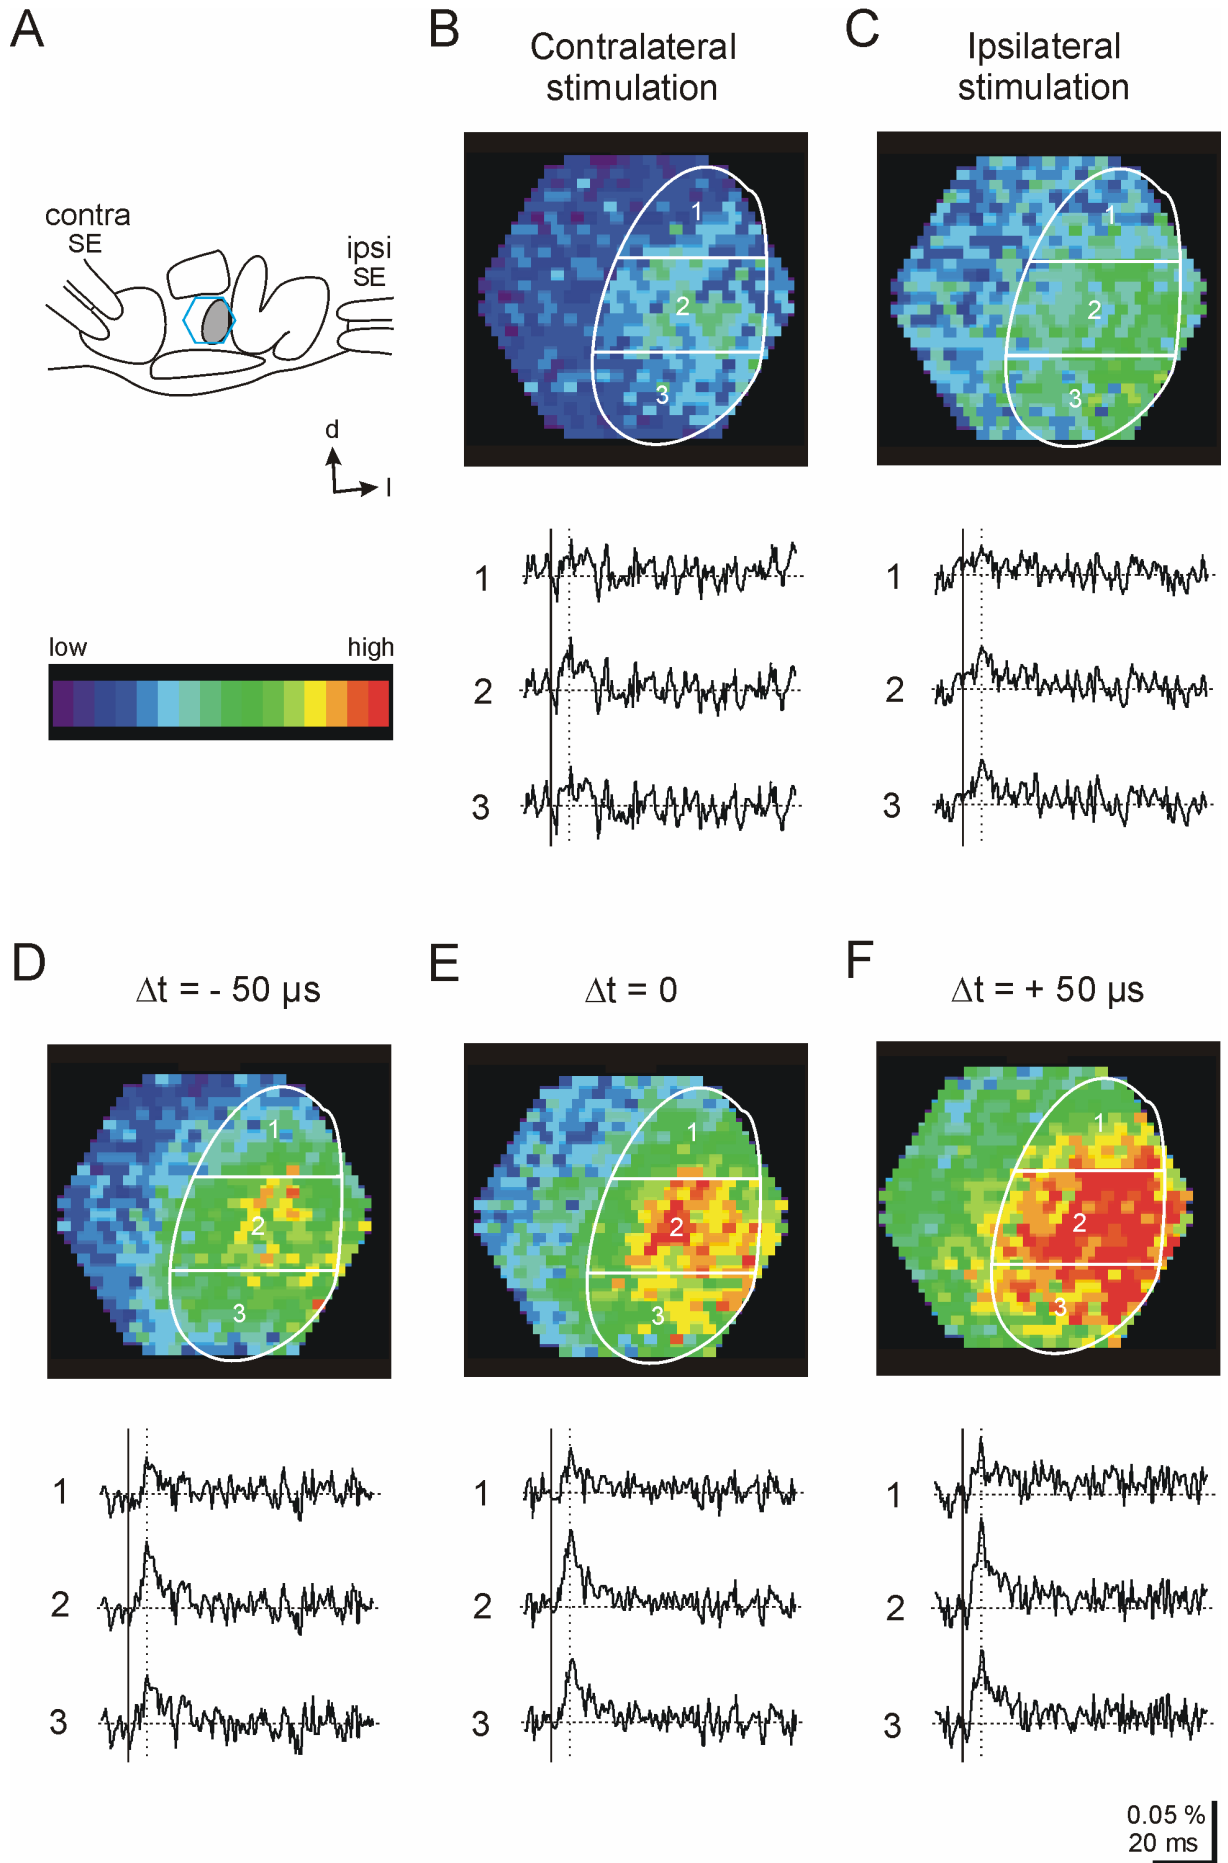 A
contra
SE
ipsi
SE
d
l
low
high
B
Contralateral
stimulation
1
2
3
1
2
3
C
Ipsilateral
stimulation
1
2
3
1
2
3
D
Δt = - 50 µs
1
2
3
1
2
3
E
Δt = 0
1
2
3
1
2
3
F
Δt = + 50 µs
1
2
3
1
2
3
0.05 %
20 ms